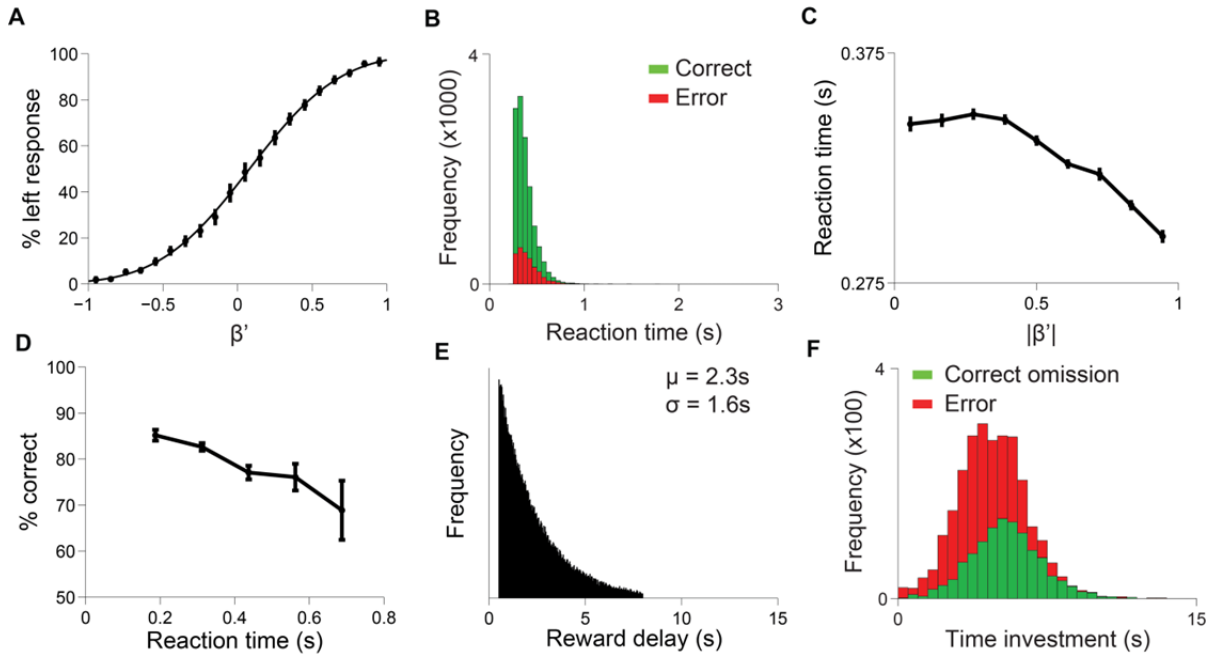 A
100
80
60
40
20
0
% left response
−1
−0.5
0
0.5
1
β’
B
4
0
Frequency (x1000)
Correct
Error
0
1
2
3
Reaction time (s)
C
0.375
0.275
Reaction time (s)
0
0.5
1
|β’|
D
100
90
80
70
60
50
% correct
0
0.2
0.4
0.6
0.8
Reaction time (s)
E
μ = 2.3s
σ = 1.6s
Frequency
0
5
10
15
Reward delay (s)
F
4
0
Frequency (x100)
Correct omission
Error
0
15
Time investment (s)